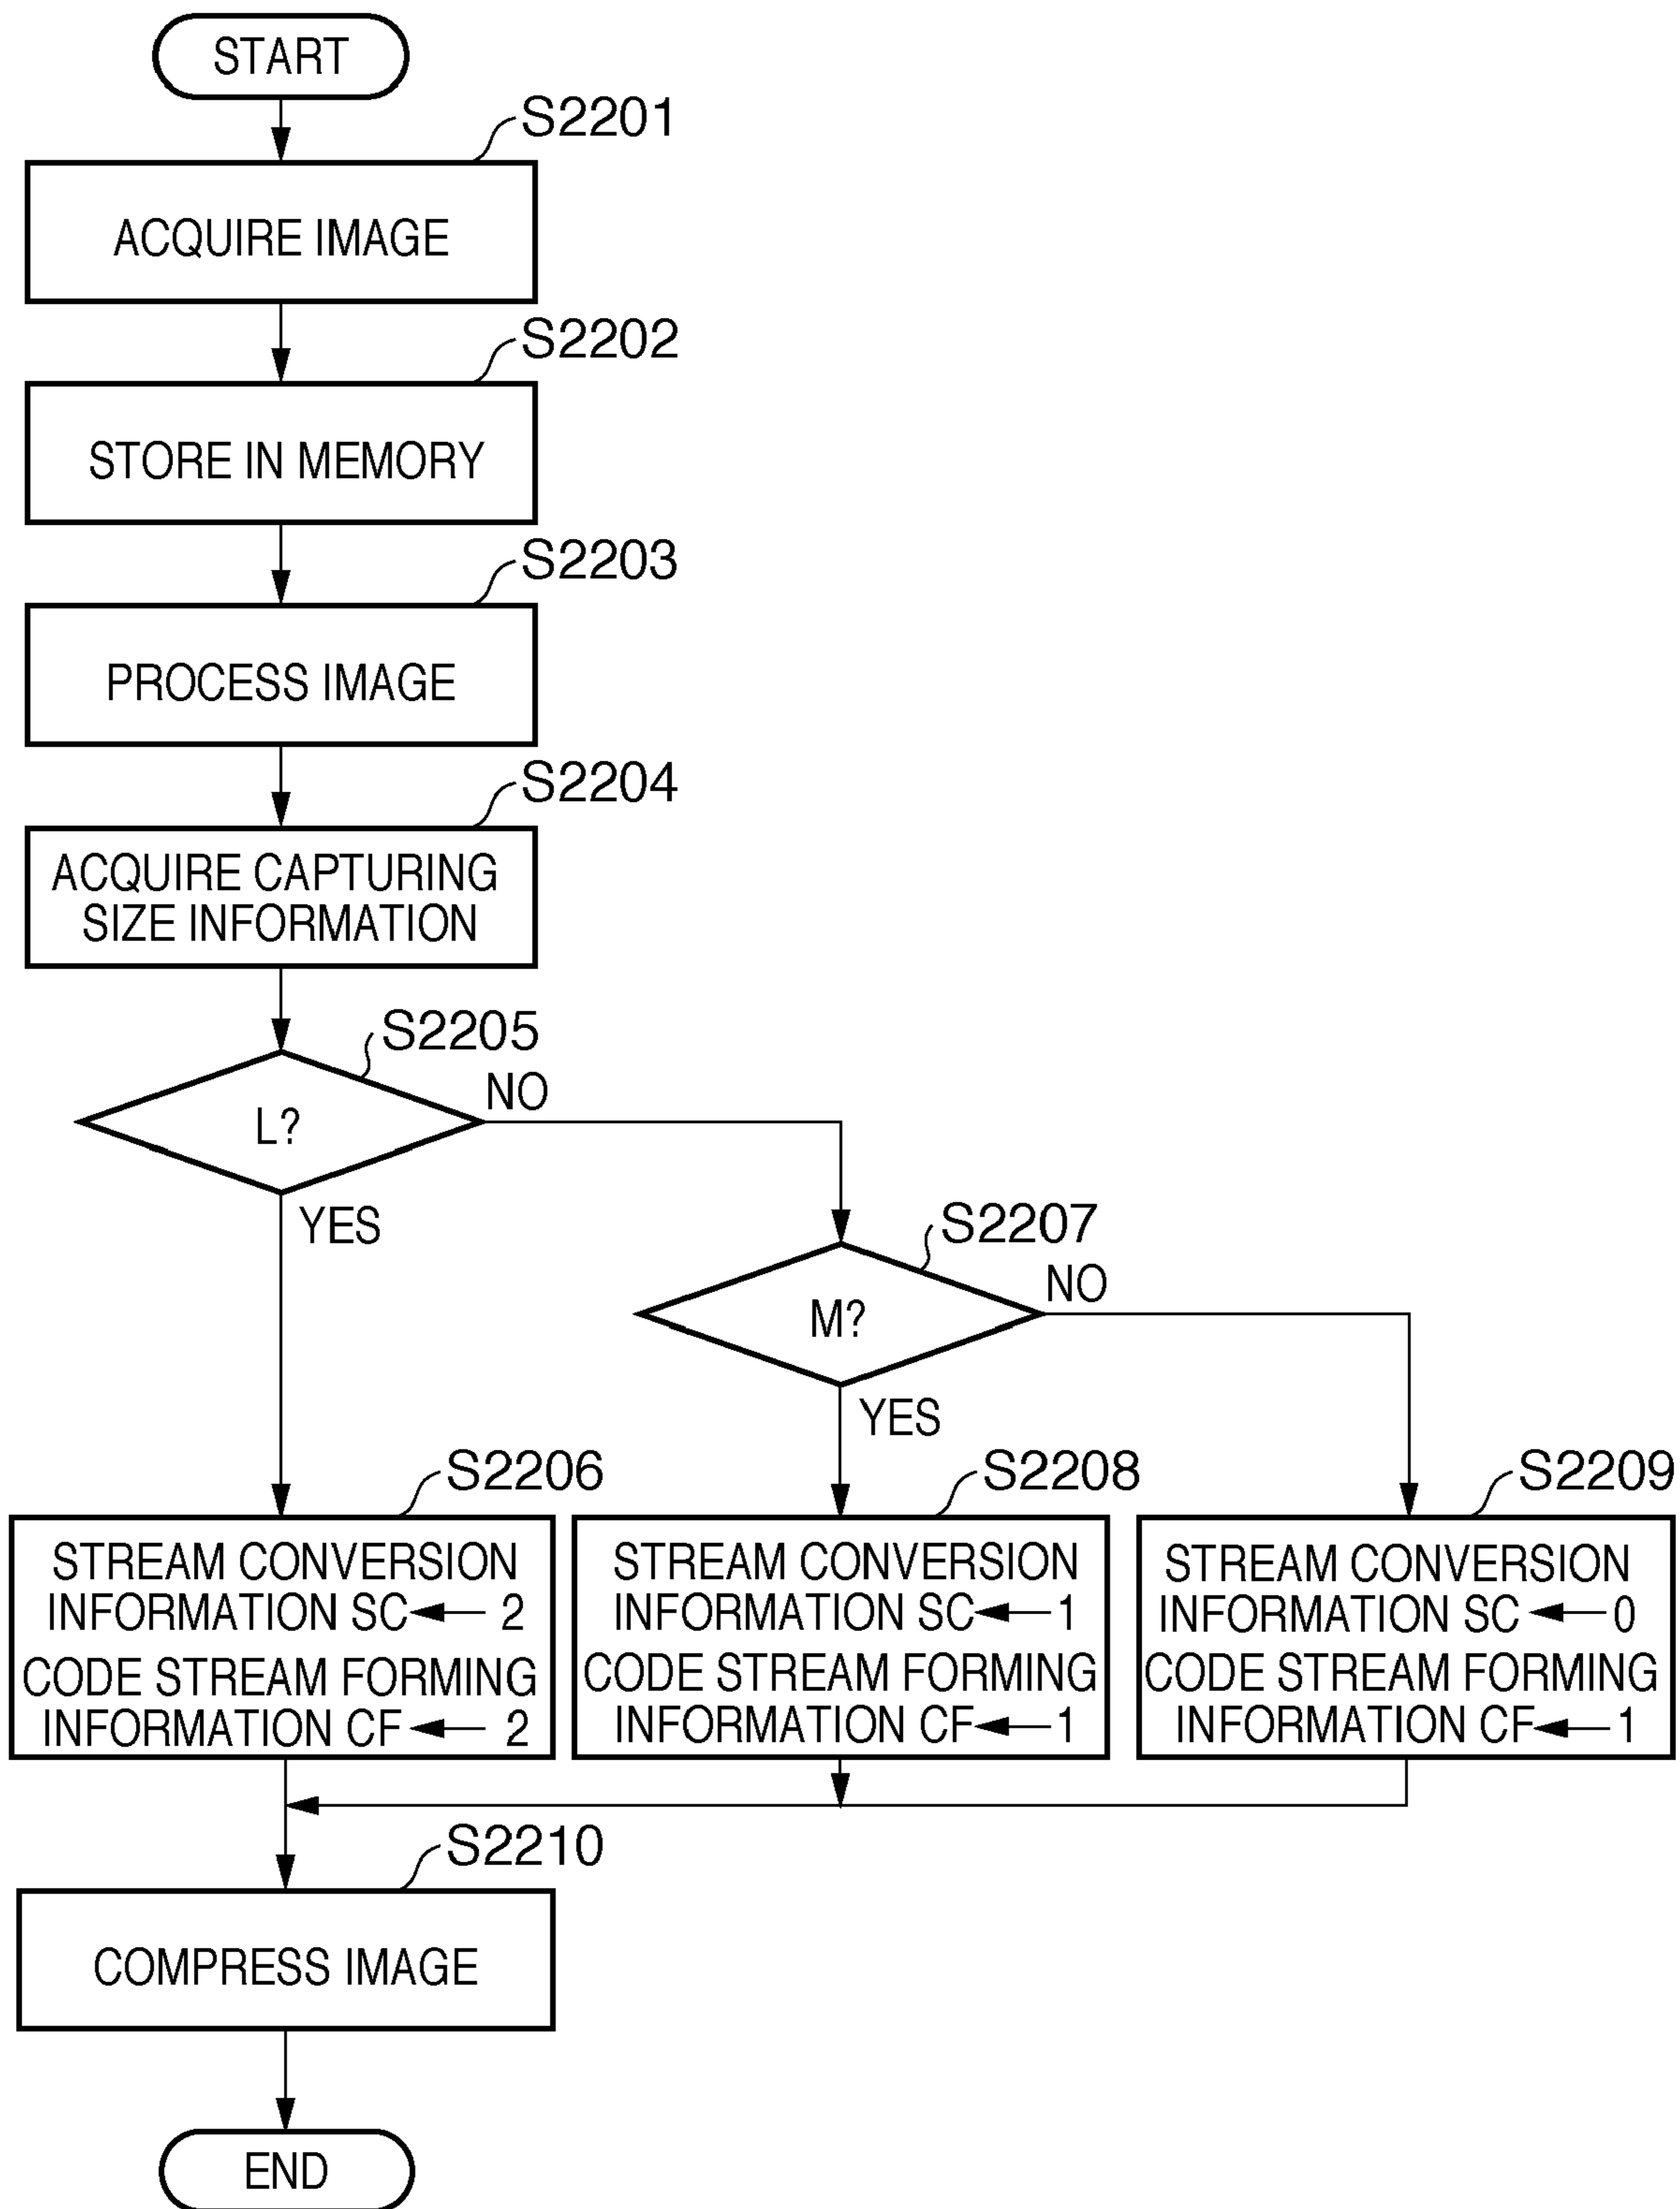 START
S2201
ACQUIRE IMAGE
S2202
STORE IN MEMORY
S2203
PROCESS IMAGE
S2204
ACQUIRE CAPTURING
SIZE INFORMATION
S2205
L?
NO
YES
S2207
M?
NO
YES
S2206
STREAM CONVERSION
INFORMATION SC ← 2
CODE STREAM FORMING
INFORMATION CF ← 2
S2208
STREAM CONVERSION
INFORMATION SC ← 1
CODE STREAM FORMING
INFORMATION CF ← 1
S2209
STREAM CONVERSION
INFORMATION SC ← 0
CODE STREAM FORMING
INFORMATION CF ← 1
S2210
COMPRESS IMAGE
END